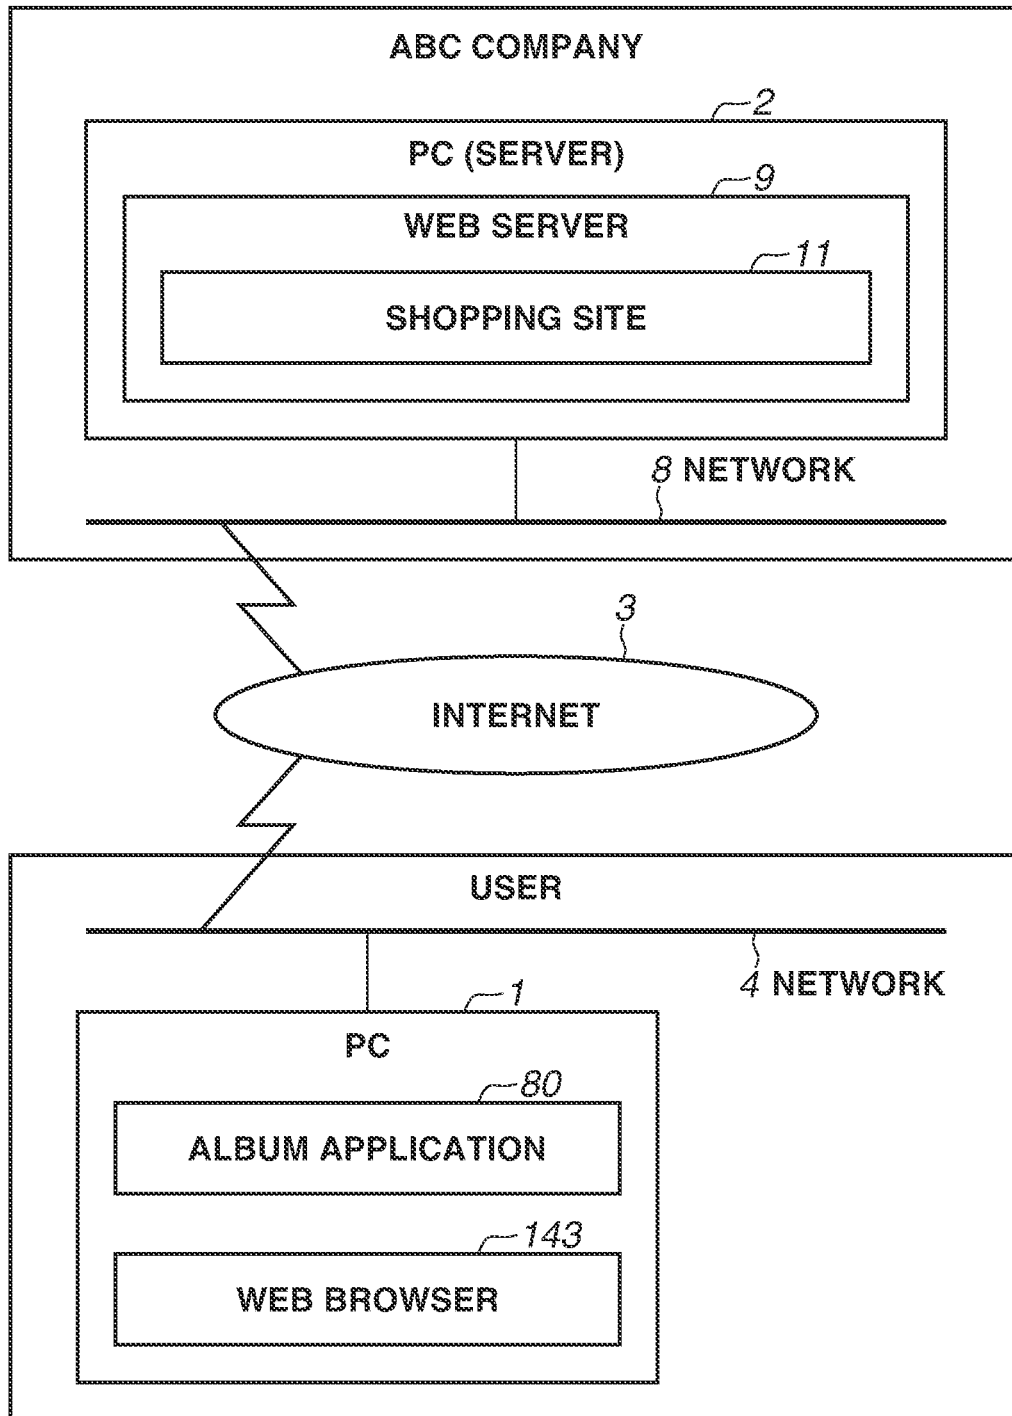 ABC COMPANY
2
PC (SERVER)
9
WEB SERVER
11
SHOPPING SITE
8 NETWORK
3
INTERNET
USER
4 NETWORK
1
PC
80
ALBUM APPLICATION
143
WEB BROWSER